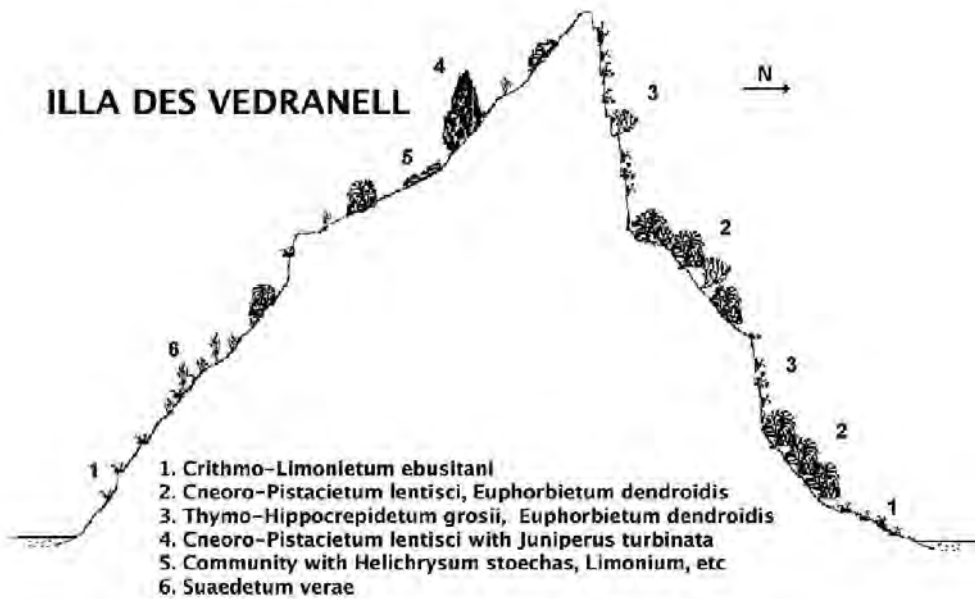 ILLA DES VEDRANELL
N
4
3
5
2
6
3
2
1
1
1. Crithmo-Limonietum ebusitani
2. Cneoro-Pistacietum lentisci, Euphorbietum dendroidis
3. Thymo-Hippocrepidetum grosii, Euphorbietum dendroidis
4. Cneoro-Pistacietum lentisci with Juniperus turbinata
5. Community with Helichrysum stoechas, Limonium, etc
6. Suaedetum verae